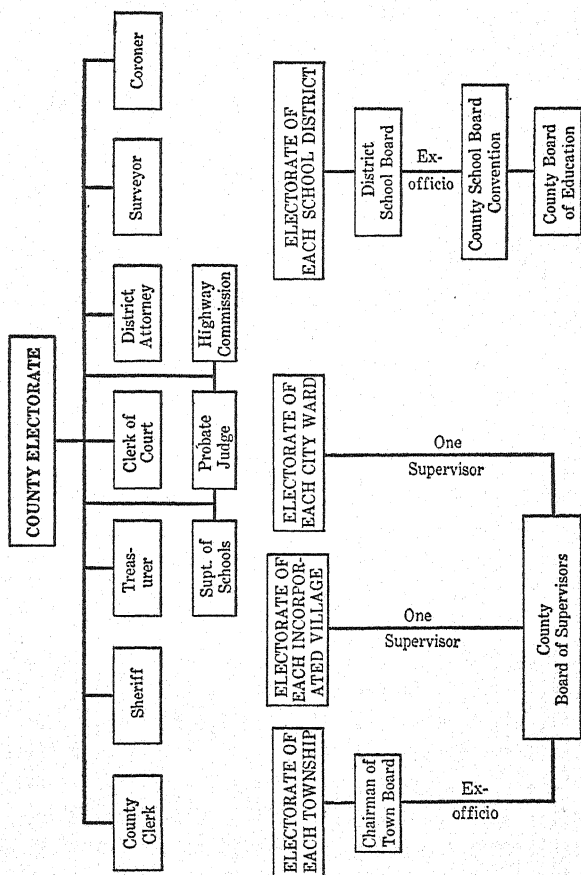 COUNTY ELECTORATE
County
Clerk
Sheriff
Treas-
urer
Clerk of
Court
District
Attorney
Surveyor
Coroner
Supt. of
Schools
Probate
Judge
Highway
Commission
ELECTORATE OF
EACH TOWNSHIP
Chairman of
Town Board
Ex-
officio
ELECTORATE OF
EACH INCORPOR-
ATED VILLAGE
One
Supervisor
ELECTORATE OF
EACH CITY WARD
One
Supervisor
County
Board of Supervisors
ELECTORATE OF
EACH SCHOOL DISTRICT
District
School Board
Ex-
officio
County School Board
Convention
County Board
of Education